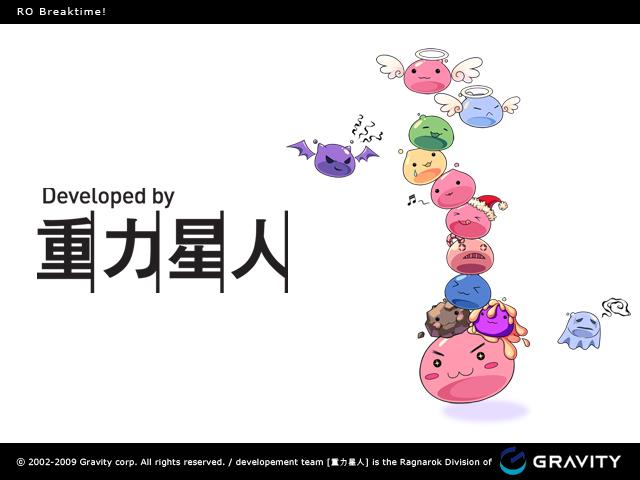 RO Breaktime!
Developed by
重力星人
© 2002-2009 Gravity corp. All rights reserved. / developement team [重力星人] is the Ragnarok Division of GRAVITY